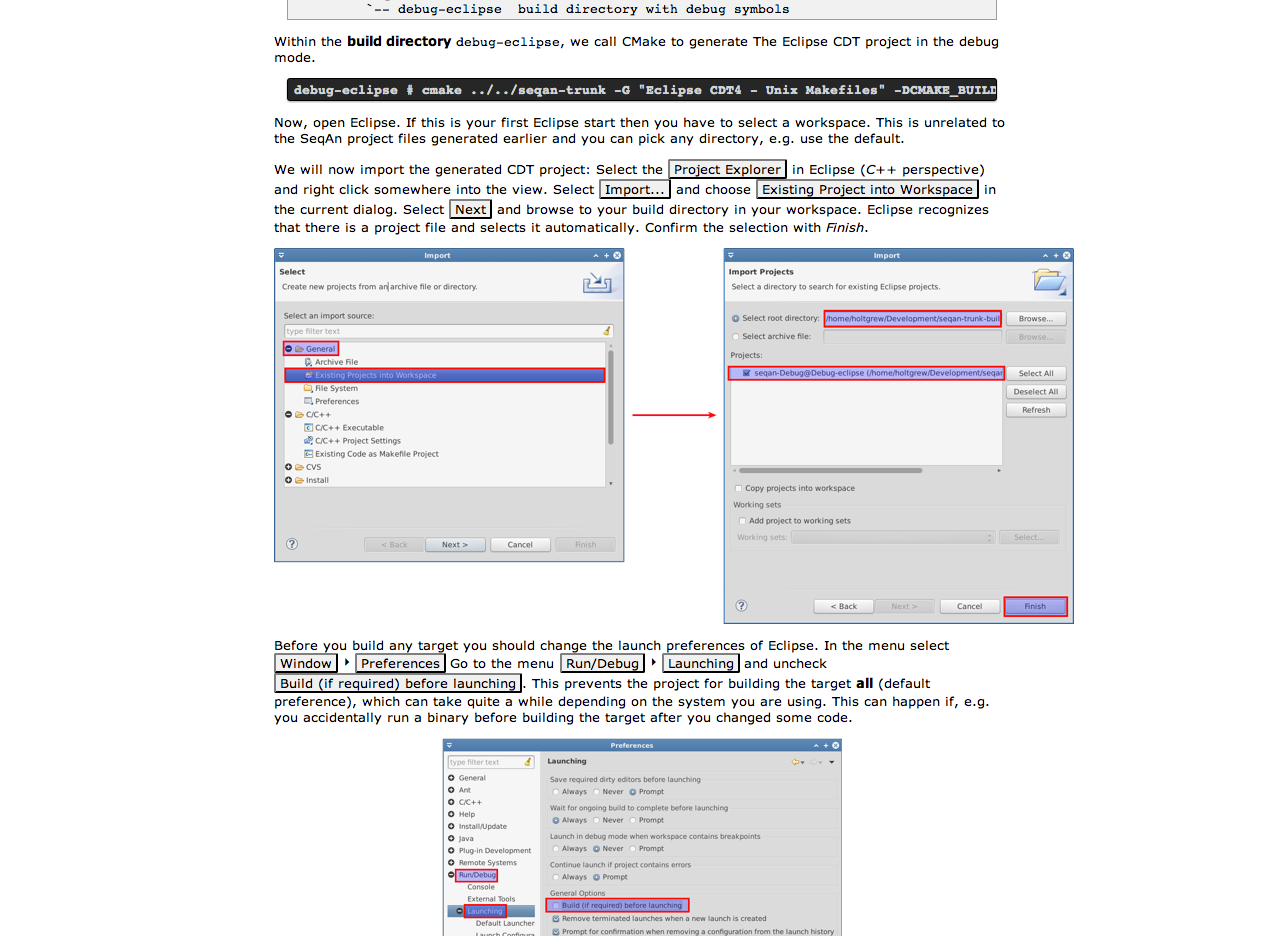 `-- debug-eclipse  build directory with debug symbols
Within the build directory debug-eclipse, we call CMake to generate The Eclipse CDT project in the debug
mode.
debug-eclipse # cmake ../../seqan-trunk -G "Eclipse CDT4 - Unix Makefiles" -DCMAKE_BUILD
Now, open Eclipse. If this is your first Eclipse start then you have to select a workspace. This is unrelated to
the SeqAn project files generated earlier and you can pick any directory, e.g. use the default.
We will now import the generated CDT project: Select the Project Explorer in Eclipse (C++ perspective)
and right click somewhere into the view. Select Import... and choose Existing Project into Workspace in
the current dialog. Select Next and browse to your build directory in your workspace. Eclipse recognizes
that there is a project file and selects it automatically. Confirm the selection with Finish.
Import
Select
Create new projects from an archive file or directory.
Select an import source:
type filter text
General
Archive File
Existing Projects into Workspace
File System
Preferences
C/C++
C/C++ Executable
C/C++ Project Settings
Existing Code as Makefile Project
CVS
Install
? < Back Next > Cancel Finish
Import
Import Projects
Select a directory to search for existing Eclipse projects.
Select root directory: /home/holtgrew/Development/seqan-trunk-buil Browse...
Select archive file: Browse...
Projects:
seqan-Debug@Debug-eclipse (/home/holtgrew/Development/seqan Select All
Deselect All
Refresh
Copy projects into workspace
Working sets
Add project to working sets
Working sets: Select...
? < Back Next > Cancel Finish
Before you build any target you should change the launch preferences of Eclipse. In the menu select
Window Preferences Go to the menu Run/Debug Launching and uncheck
Build (if required) before launching . This prevents the project for building the target all (default
preference), which can take quite a while depending on the system you are using. This can happen if, e.g.
you accidentally run a binary before building the target after you changed some code.
Preferences
type filter text
General
Ant
C/C++
Help
Install/Update
Java
Plug-in Development
Remote Systems
Run/Debug
Console
External Tools
Launching
Default Launcher
Launch Configura
Launching
Save required dirty editors before launching
Always Never Prompt
Wait for ongoing build to complete before launching
Always Never Prompt
Launch in debug mode when workspace contains breakpoints
Always Never Prompt
Continue launch if project contains errors
Always Prompt
General Options
Build (if required) before launching
Remove terminated launches when a new launch is created
Prompt for confirmation when removing a configuration from the launch history